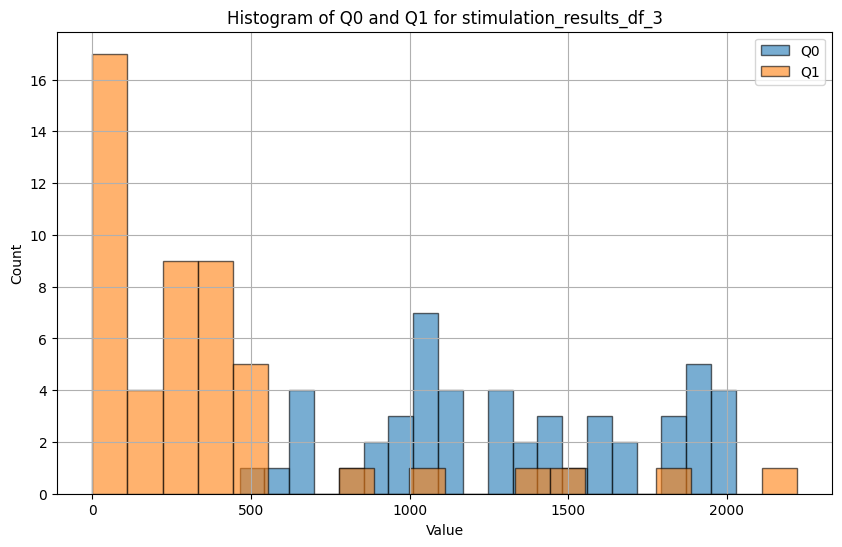 Histogram of Q0 and Q1 for stimulation_results_df_3
Q0
Q1
16
14
12
10
8
6
4
2
0
Count
0
500
1000
1500
2000
Value